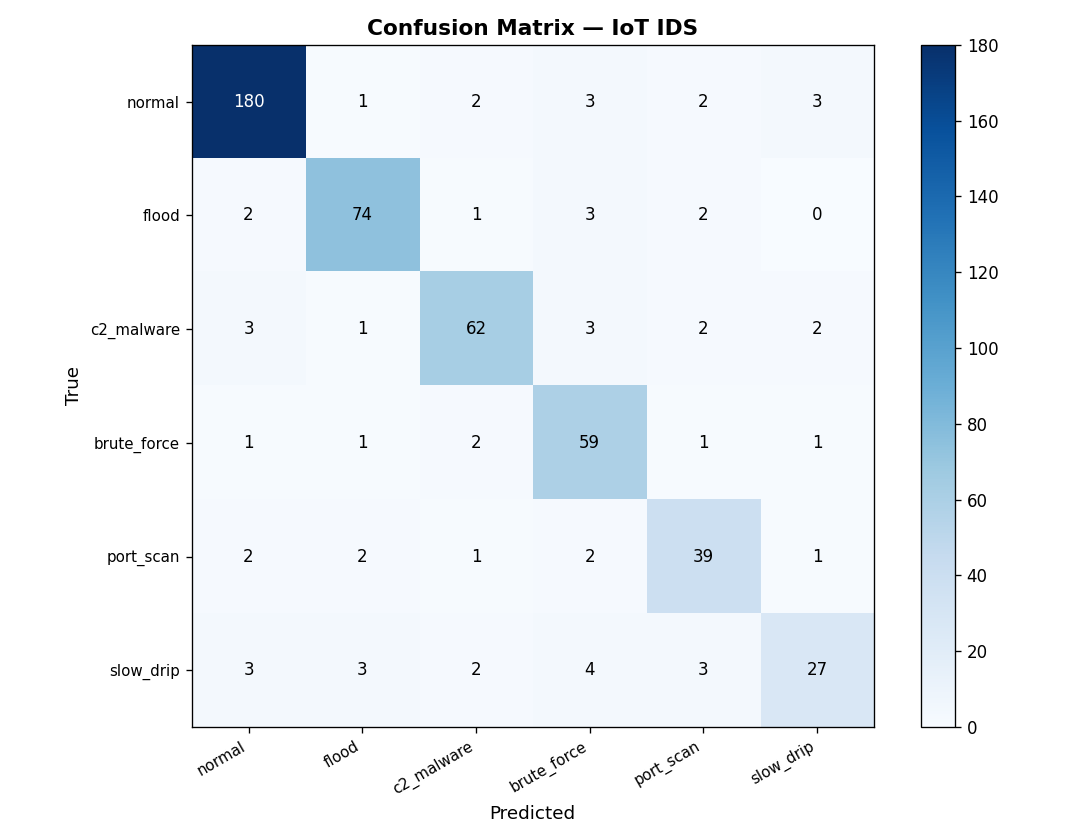 Confusion Matrix — IoT IDS
True
normal 180 1 2 3 2 3
flood 2 74 1 3 2 0
c2_malware 3 1 62 3 2 2
brute_force 1 1 2 59 1 1
port_scan 2 2 1 2 39 1
slow_drip 3 3 2 4 3 27
normal flood c2_malware brute_force port_scan slow_drip
Predicted
180
160
140
120
100
80
60
40
20
0